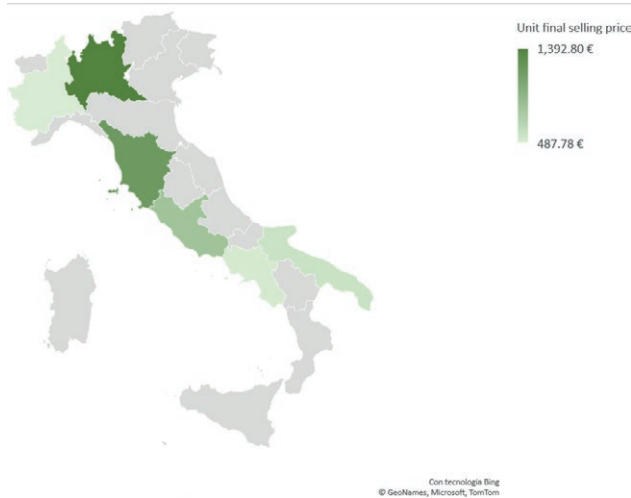 Unit final selling price
1,392.80 €
487.78 €
Con tecnologia Bing
© GeoNames, Microsoft, TomTom